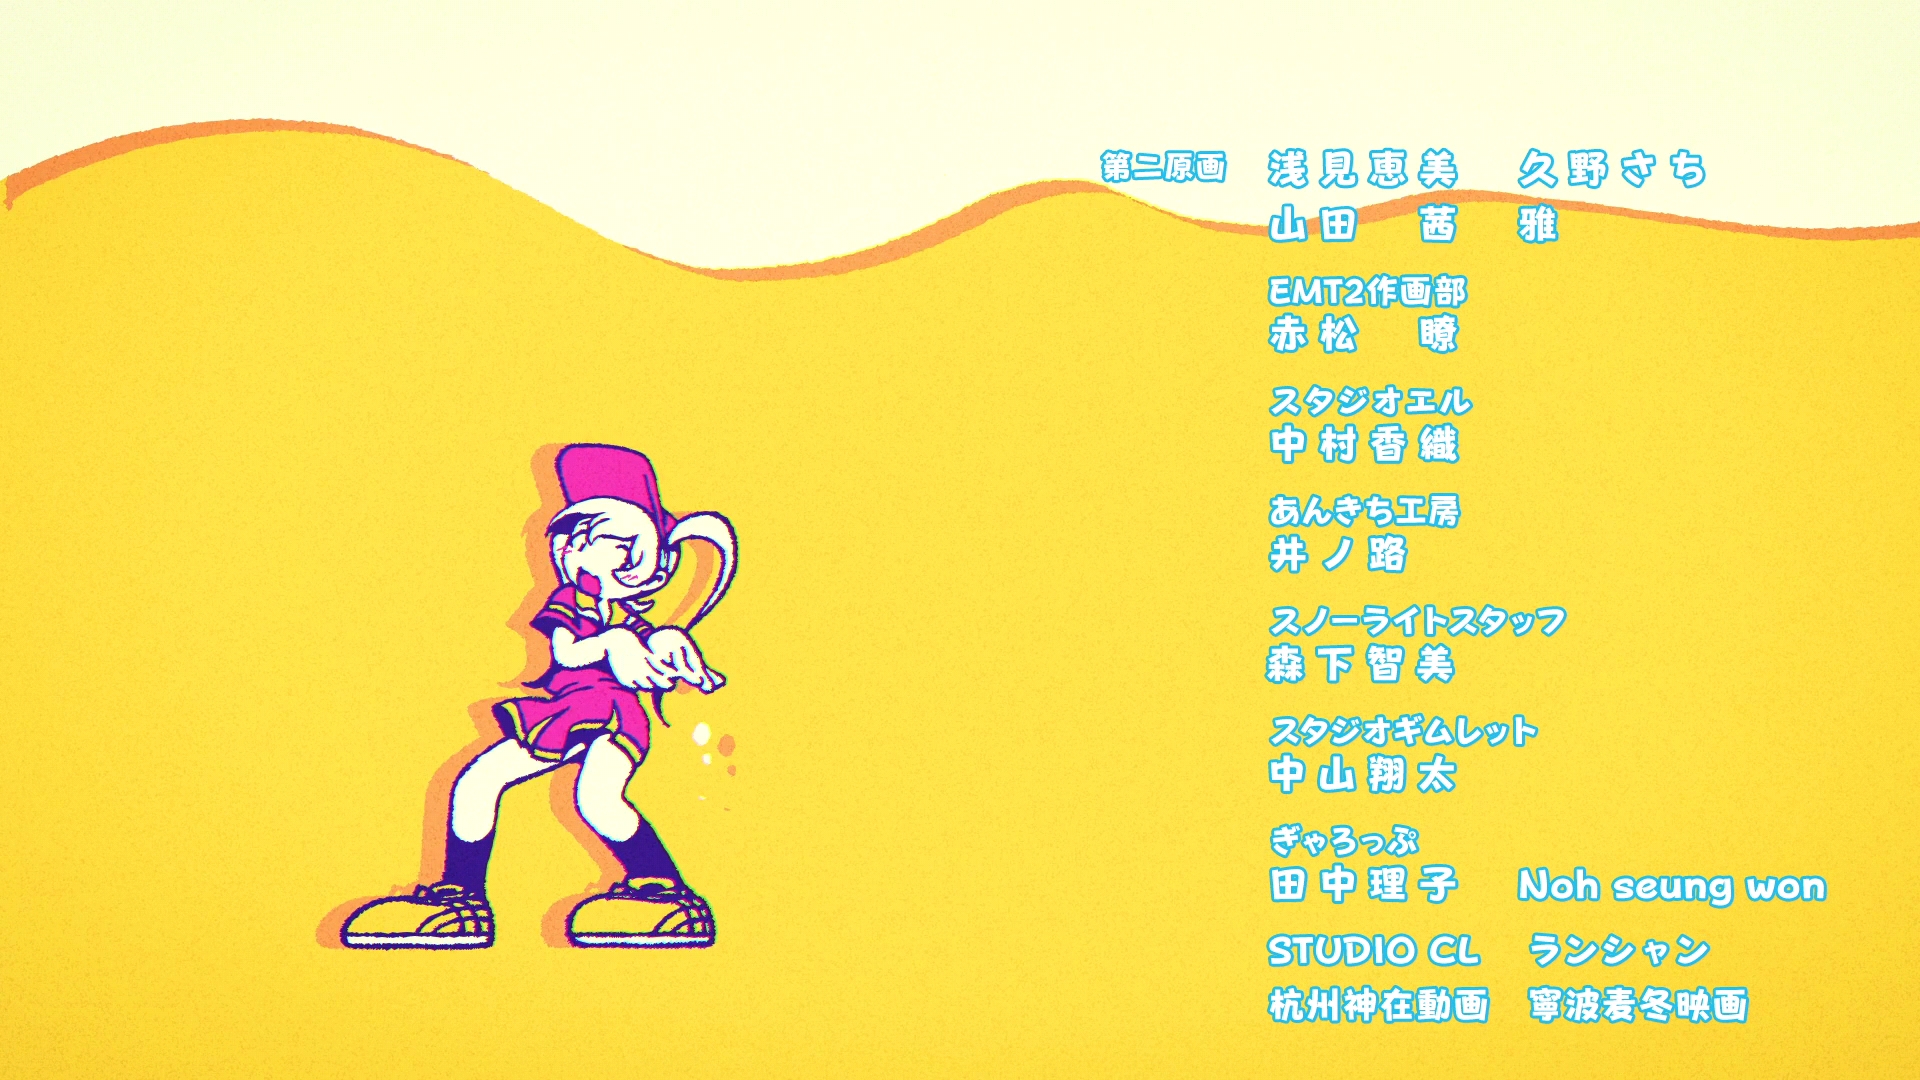 第二原画 浅見恵美 久野さち
山田 茜 雅
EMT2作画部
赤松 瞭
スタジオエル
中村香織
あんきち工房
井ノ路
スノーライトスタッフ
森下智美
スタジオギムレット
中山翔太
ぎゃろっぷ
田中理子 Noh seung won
STUDIO CL ランシャン
杭州神在動画 寧波麦冬映画